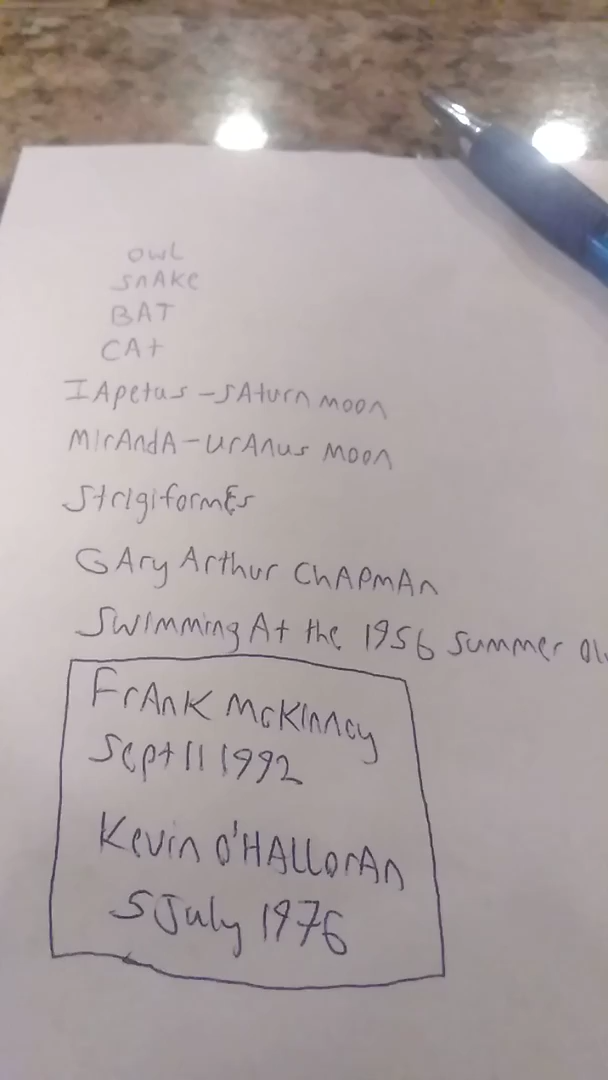 OWL
SNAKE
BAT
CAt
IApetus - SAturn moon
MirAndA - UrAnus Moon
StrigiformEs
GAry Arthur ChAPMAn
Swimming At the 1956 Summer Ol
FrAnK McKinney
Sept 11 1992
Kevin O'HALLorAn
5 July 1976